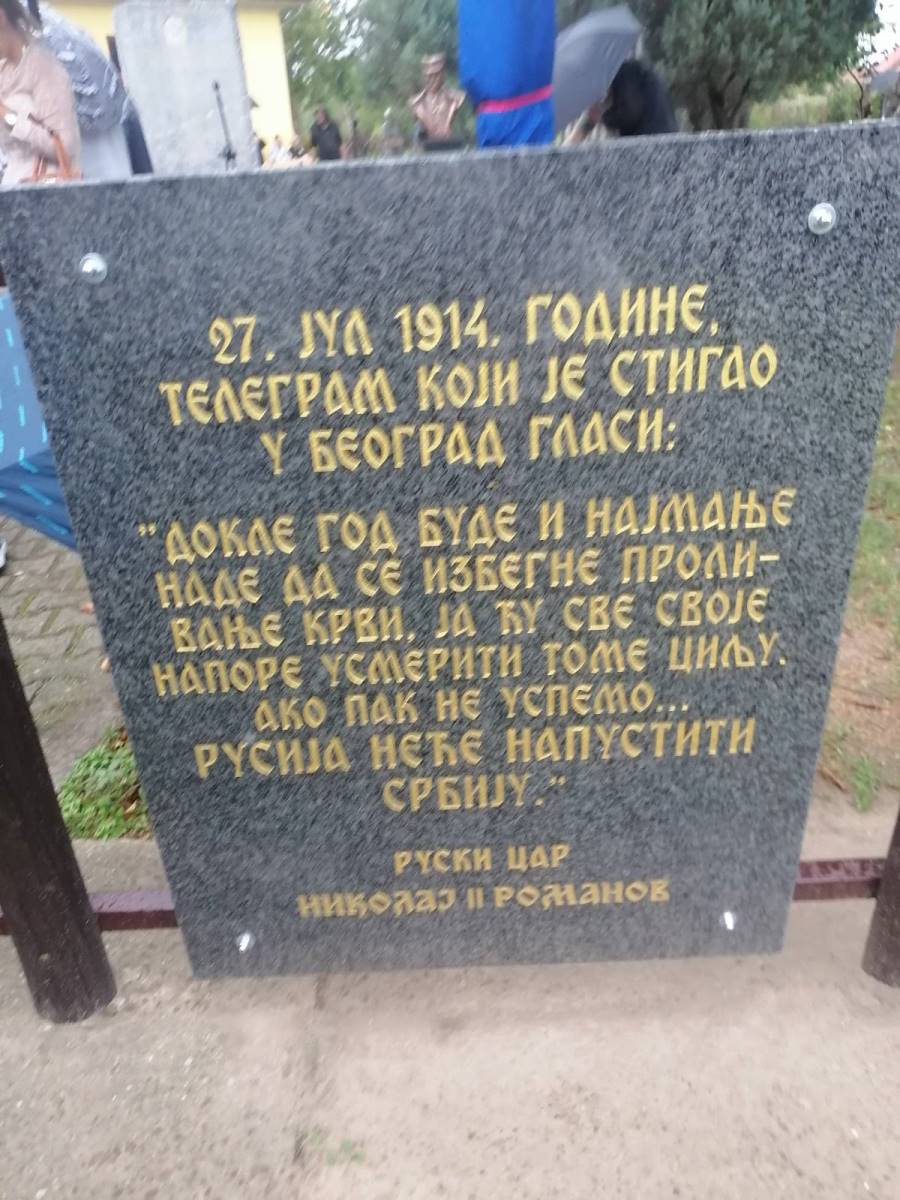 27. ЈУЛ 1914. ГОДИНЕ,
ТЕЛЕГРАМ КОЈИ ЈЕ СТИГАО
У БЕОГРАД ГЛАСИ:
"ДОКЛЕ ГОД БУДЕ И НАЈМАЊЕ
НАДЕ ДА СЕ ИЗБЕГНЕ ПРОЛИ-
ВАЊЕ КРВИ, ЈА ЋУ СВЕ СВОЈЕ
НАПОРЕ УСМЕРИТИ ТОМЕ ЦИЉУ.
АКО ПАК НЕ УСПЕМО...
РУСИЈА НЕЋЕ НАПУСТИТИ
СРБИЈУ."
РУСКИ ЦАР
НИКОЛАЈ II РОМАНОВ